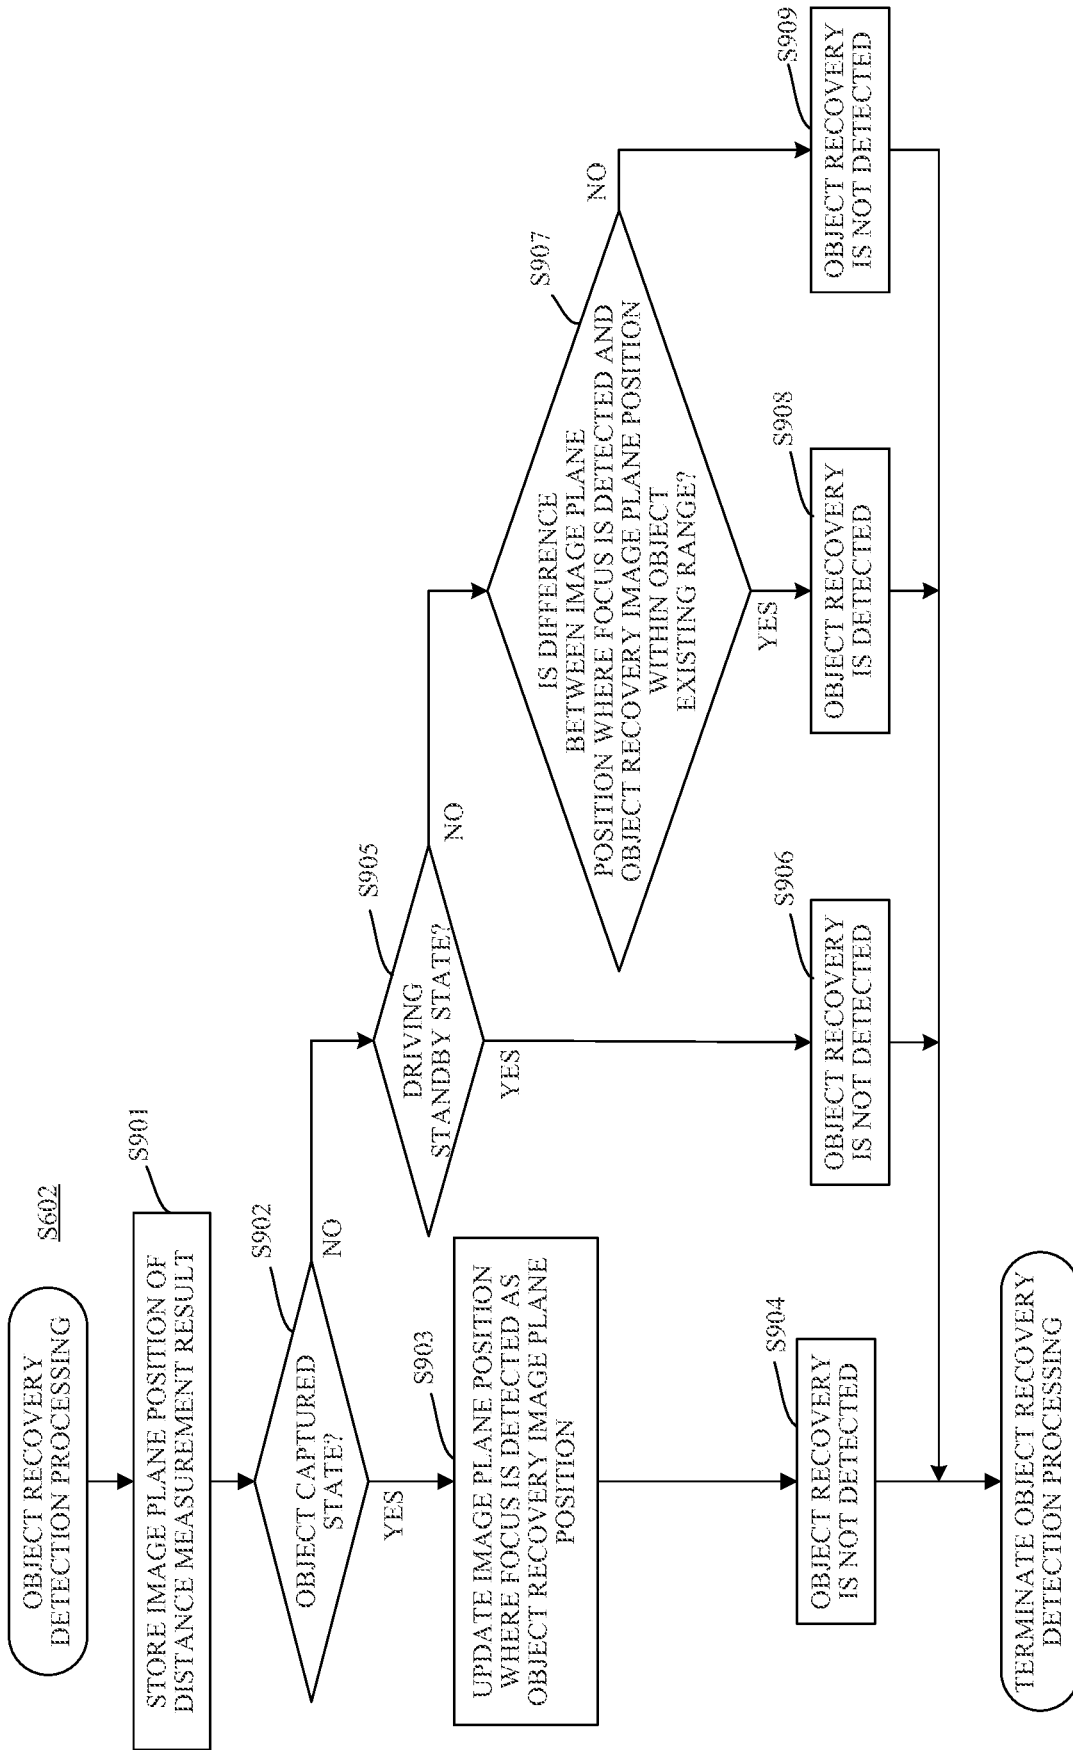 S602
OBJECT RECOVERY
DETECTION PROCESSING
S901
STORE IMAGE PLANE POSITION OF
DISTANCE MEASUREMENT RESULT
S902
OBJECT CAPTURED
STATE?
NO
YES
S903
UPDATE IMAGE PLANE POSITION
WHERE FOCUS IS DETECTED AS
OBJECT RECOVERY IMAGE PLANE
POSITION
S904
OBJECT RECOVERY
IS NOT DETECTED
S905
DRIVING
STANDBY STATE?
NO
YES
S906
OBJECT RECOVERY
IS NOT DETECTED
S907
IS DIFFERENCE
BETWEEN IMAGE PLANE
POSITION WHERE FOCUS IS DETECTED AND
OBJECT RECOVERY IMAGE PLANE POSITION
WITHIN OBJECT
EXISTING RANGE?
NO
YES
S908
OBJECT RECOVERY
IS DETECTED
S909
OBJECT RECOVERY
IS NOT DETECTED
TERMINATE OBJECT RECOVERY
DETECTION PROCESSING